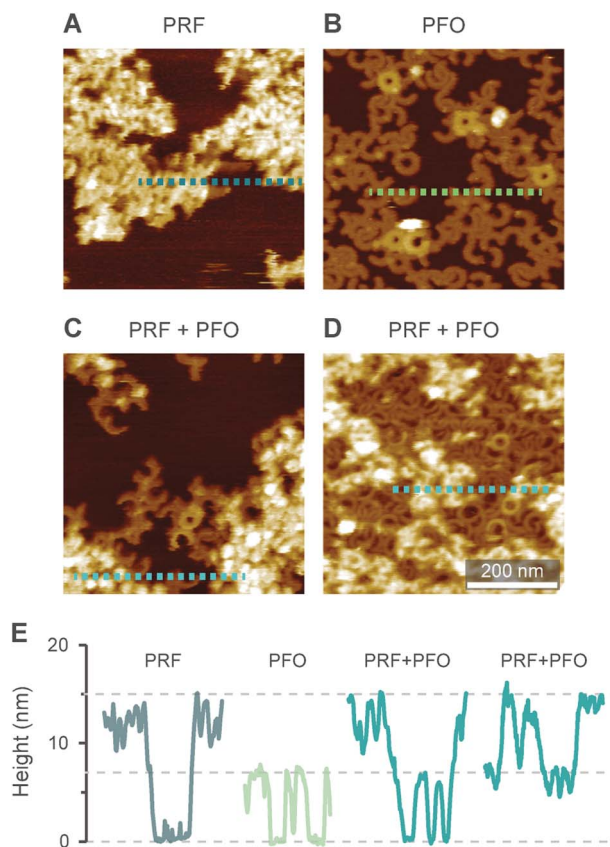 A PRF
B PFO
C PRF + PFO
D PRF + PFO
200 nm
E
Height (nm)
20
10
0
PRF
PFO
PRF+PFO
PRF+PFO